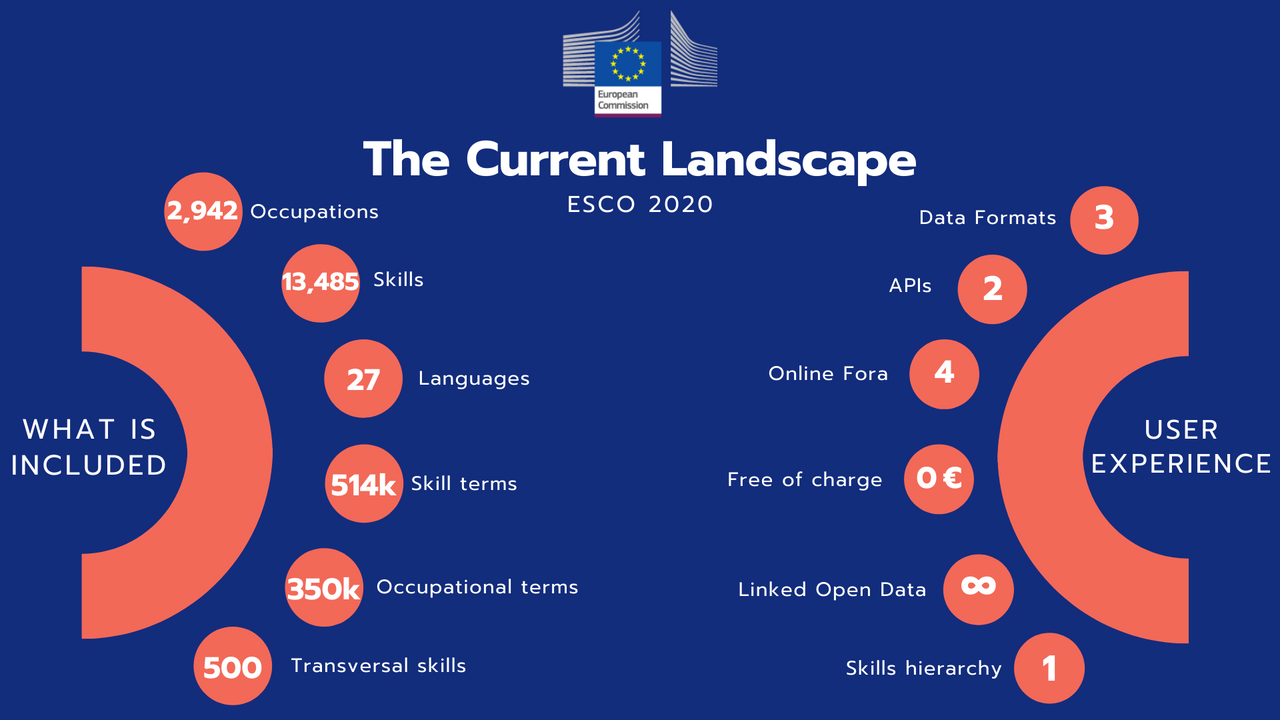 European
Commission
The Current Landscape
ESCO 2020
2,942 Occupations
13,485 Skills
27 Languages
514k Skill terms
350k Occupational terms
500 Transversal skills
WHAT IS
INCLUDED
Data Formats 3
APIs 2
Online Fora 4
Free of charge 0 €
Linked Open Data ∞
Skills hierarchy 1
USER
EXPERIENCE